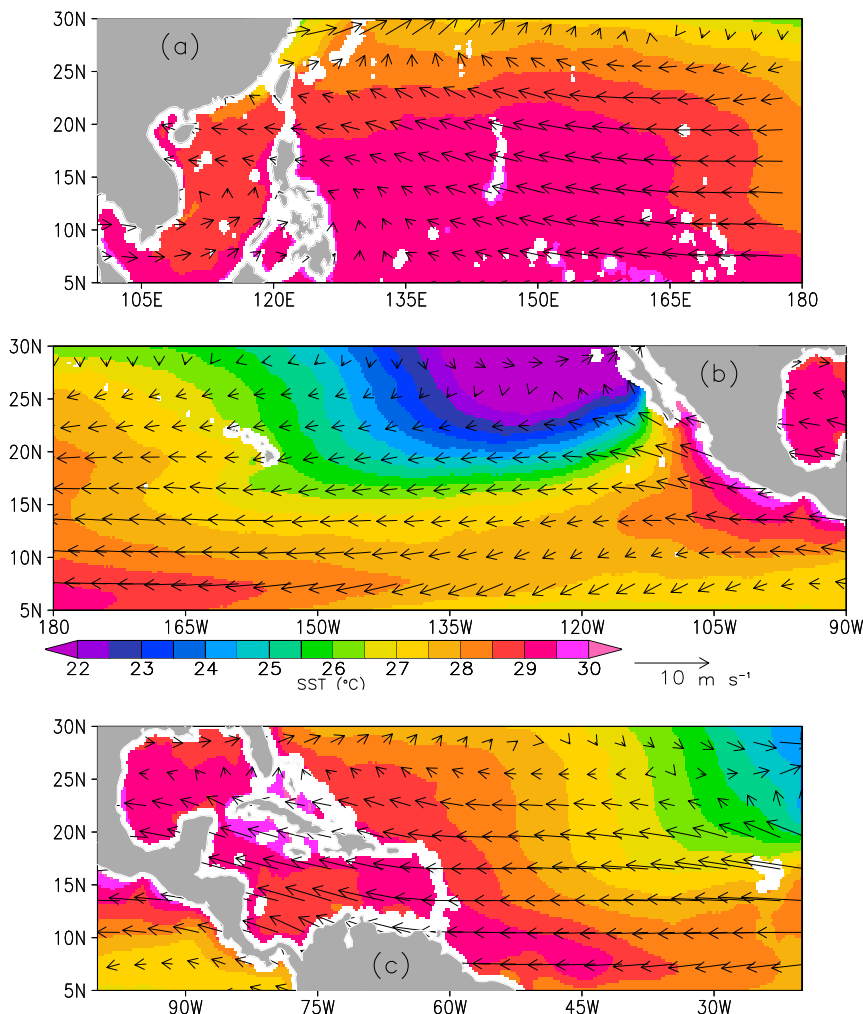 30N
(a)
25N
20N
15N
10N
5N
105E 120E 135E 150E 165E 180
30N
(b)
25N
20N
15N
10N
5N
180 165W 150W 135W 120W 105W 90W
22 23 24 25 26 27 28 29 30
SST (°C)
10 m s⁻¹
30N
25N
20N
15N
10N
(c)
5N
90W 75W 60W 45W 30W